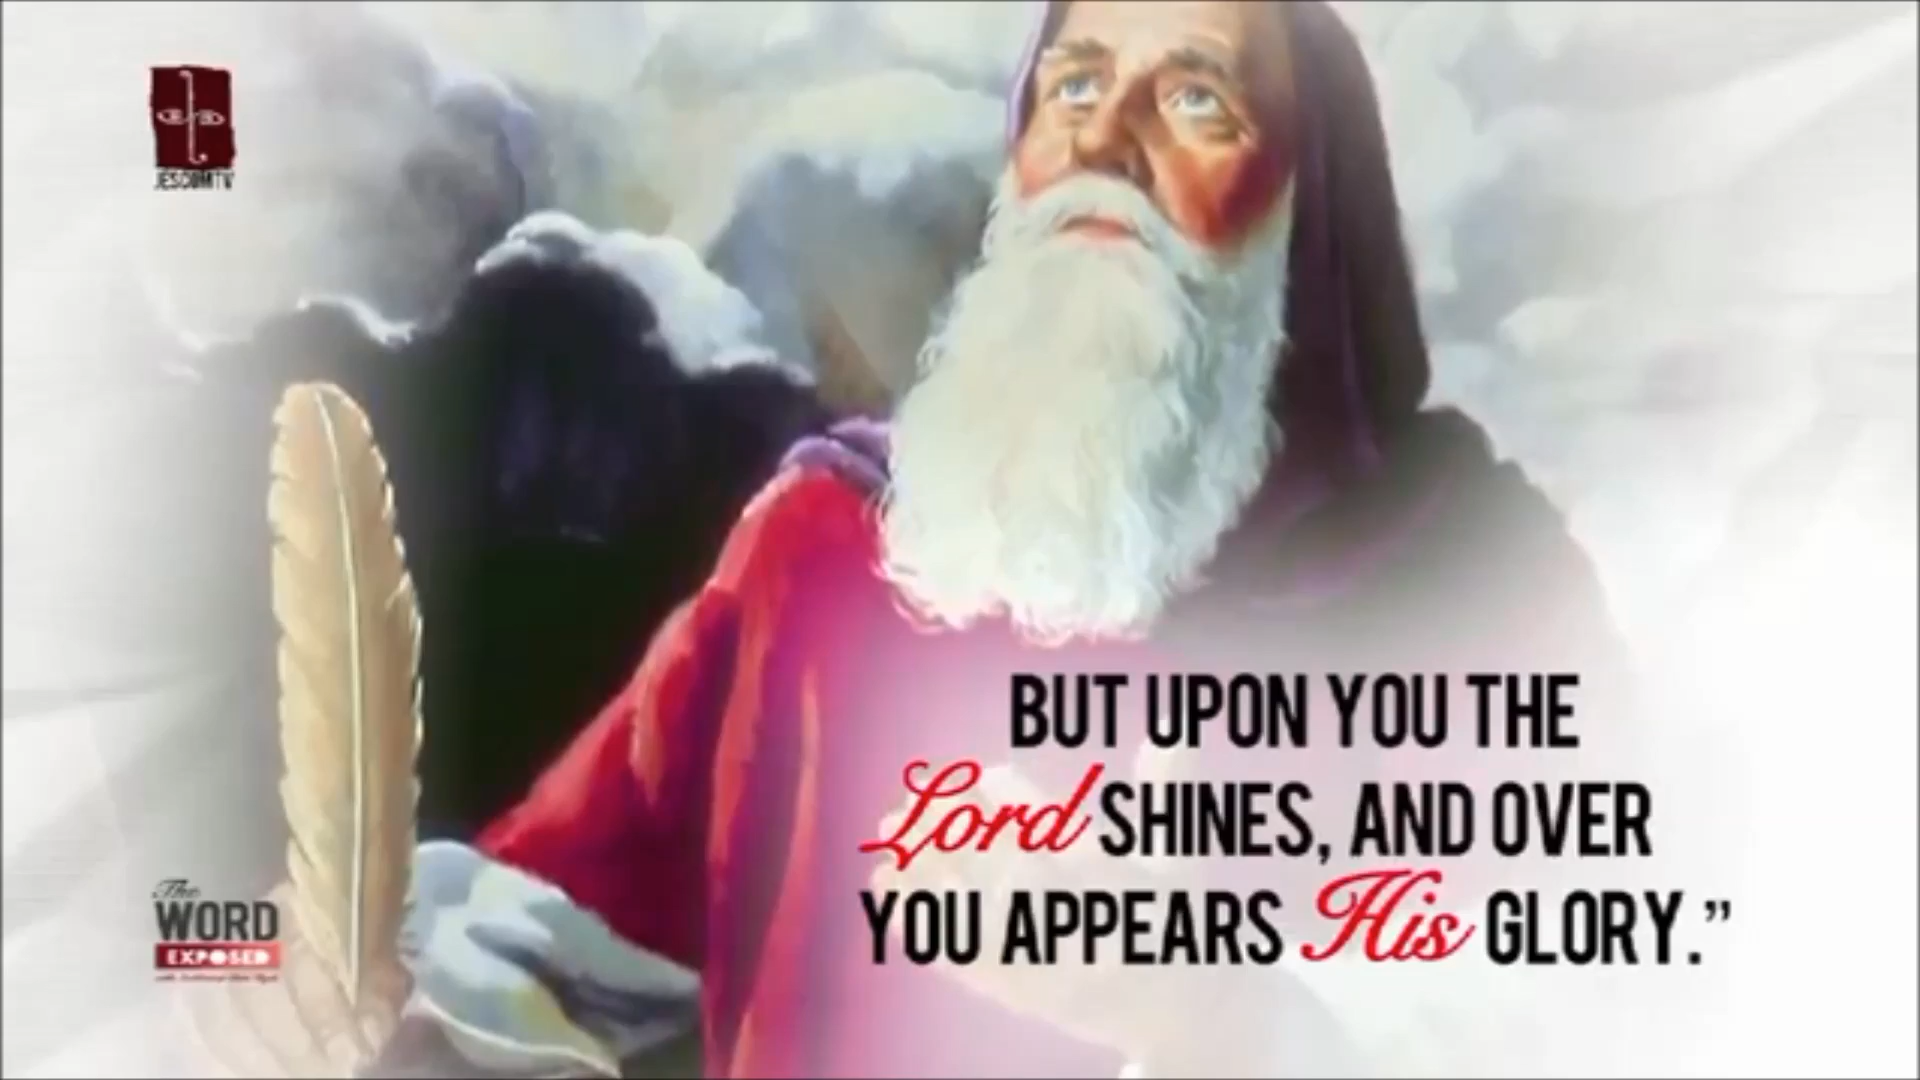 JESCOMTV
BUT UPON YOU THE
Lord SHINES, AND OVER
YOU APPEARS His GLORY.”
The
WORD
EXPOSED